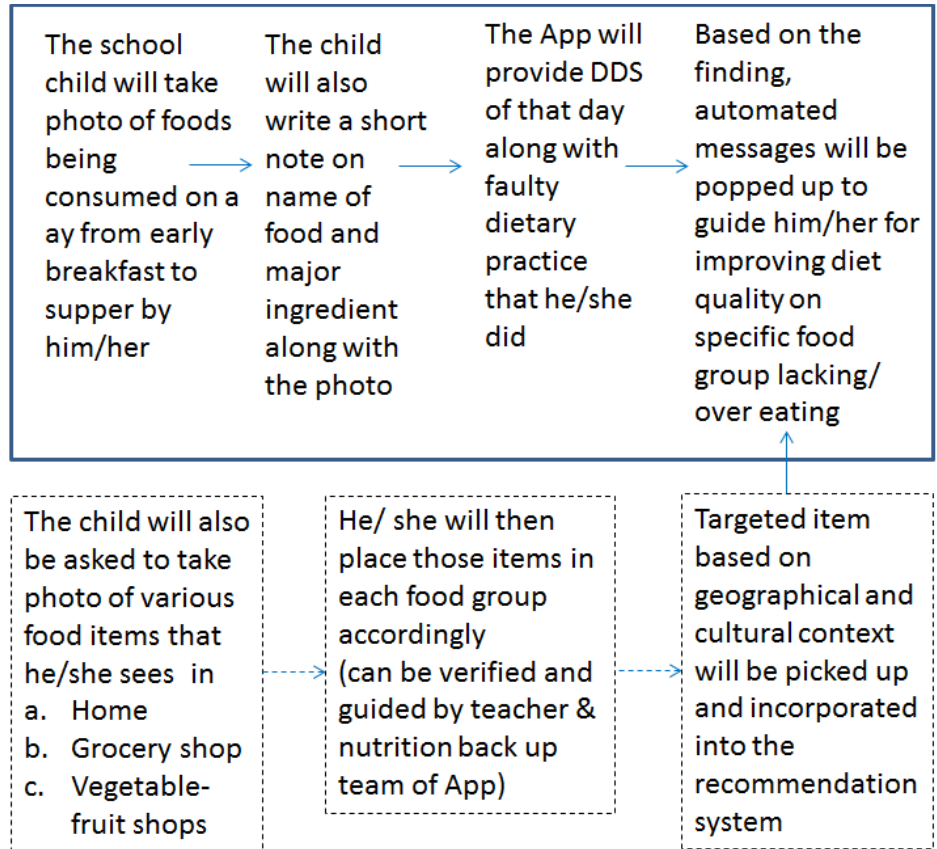 The school
child will take
photo of foods
being
consumed on a
ay from early
breakfast to
supper by
him/her
The child
will also
write a short
note on
name of
food and
major
ingredient
along with
the photo
The App will
provide DDS
of that day
along with
faulty
dietary
practice
that he/she
did
Based on the
finding,
automated
messages will be
popped up to
guide him/her for
improving diet
quality on
specific food
group lacking/
over eating
The child will also
be asked to take
photo of various
food items that
he/she sees in
a. Home
b. Grocery shop
c. Vegetable-
fruit shops
He/ she will then
place those items in
each food group
accordingly
(can be verified and
guided by teacher &
nutrition back up
team of App)
Targeted item
based on
geographical and
cultural context
will be picked up
and incorporated
into the
recommendation
system